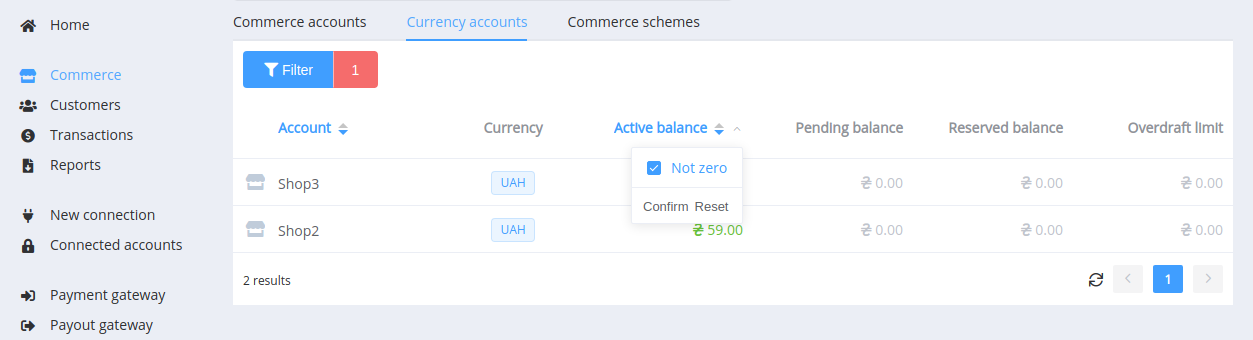 Home
Commerce
Customers
Transactions
Reports
New connection
Connected accounts
Payment gateway
Payout gateway
Commerce accounts Currency accounts Commerce schemes
Filter 1
Account Currency Active balance Pending balance Reserved balance Overdraft limit
Not zero
Confirm Reset
Shop3 UAH ₴ 0.00 ₴ 0.00 ₴ 0.00
Shop2 UAH ₴ 59.00 ₴ 0.00 ₴ 0.00 ₴ 0.00
2 results 1